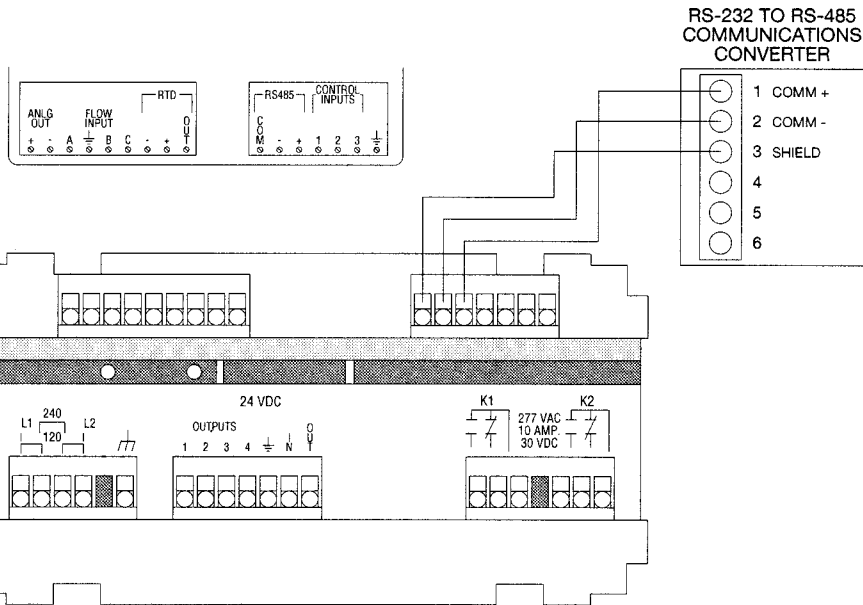 RS-232 TO RS-485
COMMUNICATIONS
CONVERTER
1 COMM +
2 COMM -
3 SHIELD
4
5
6
RTD
ANLG
OUT
FLOW
INPUT
+ - A B C - + OUT
RS485
CONTROL
INPUTS
COM - + 1 2 3
24 VDC
L1 240 L2
120
OUTPUTS
1 2 3 4 IN OUT
K1 K2
277 VAC
10 AMP.
30 VDC